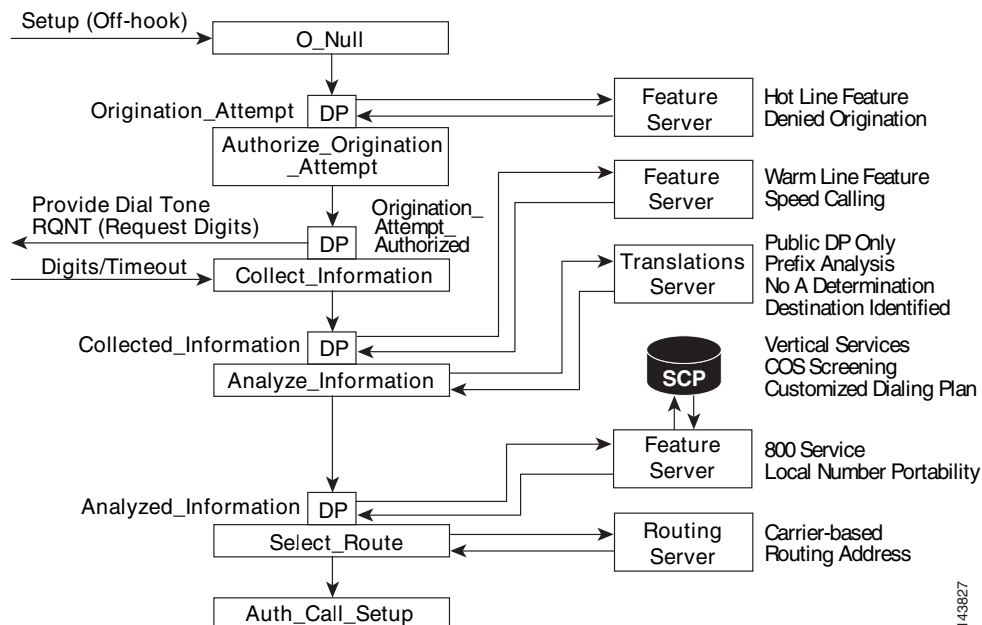 Setup (Off-hook)
O_Null
Origination_Attempt
DP
Feature
Server
Hot Line Feature
Denied Origination
Authorize_Origination
_Attempt
Feature
Server
Warm Line Feature
Speed Calling
Provide Dial Tone
RQNT (Request Digits)
DP
Origination_
Attempt_
Authorized
Digits/Timeout
Collect_Information
Translations
Server
Public DP Only
Prefix Analysis
No A Determination
Destination Identified
Collected_Information
DP
Analyze_Information
SCP
Vertical Services
COS Screening
Customized Dialing Plan
Feature
Server
800 Service
Local Number Portability
Analyzed_Information
DP
Select_Route
Routing
Server
Carrier-based
Routing Address
Auth_Call_Setup
143827